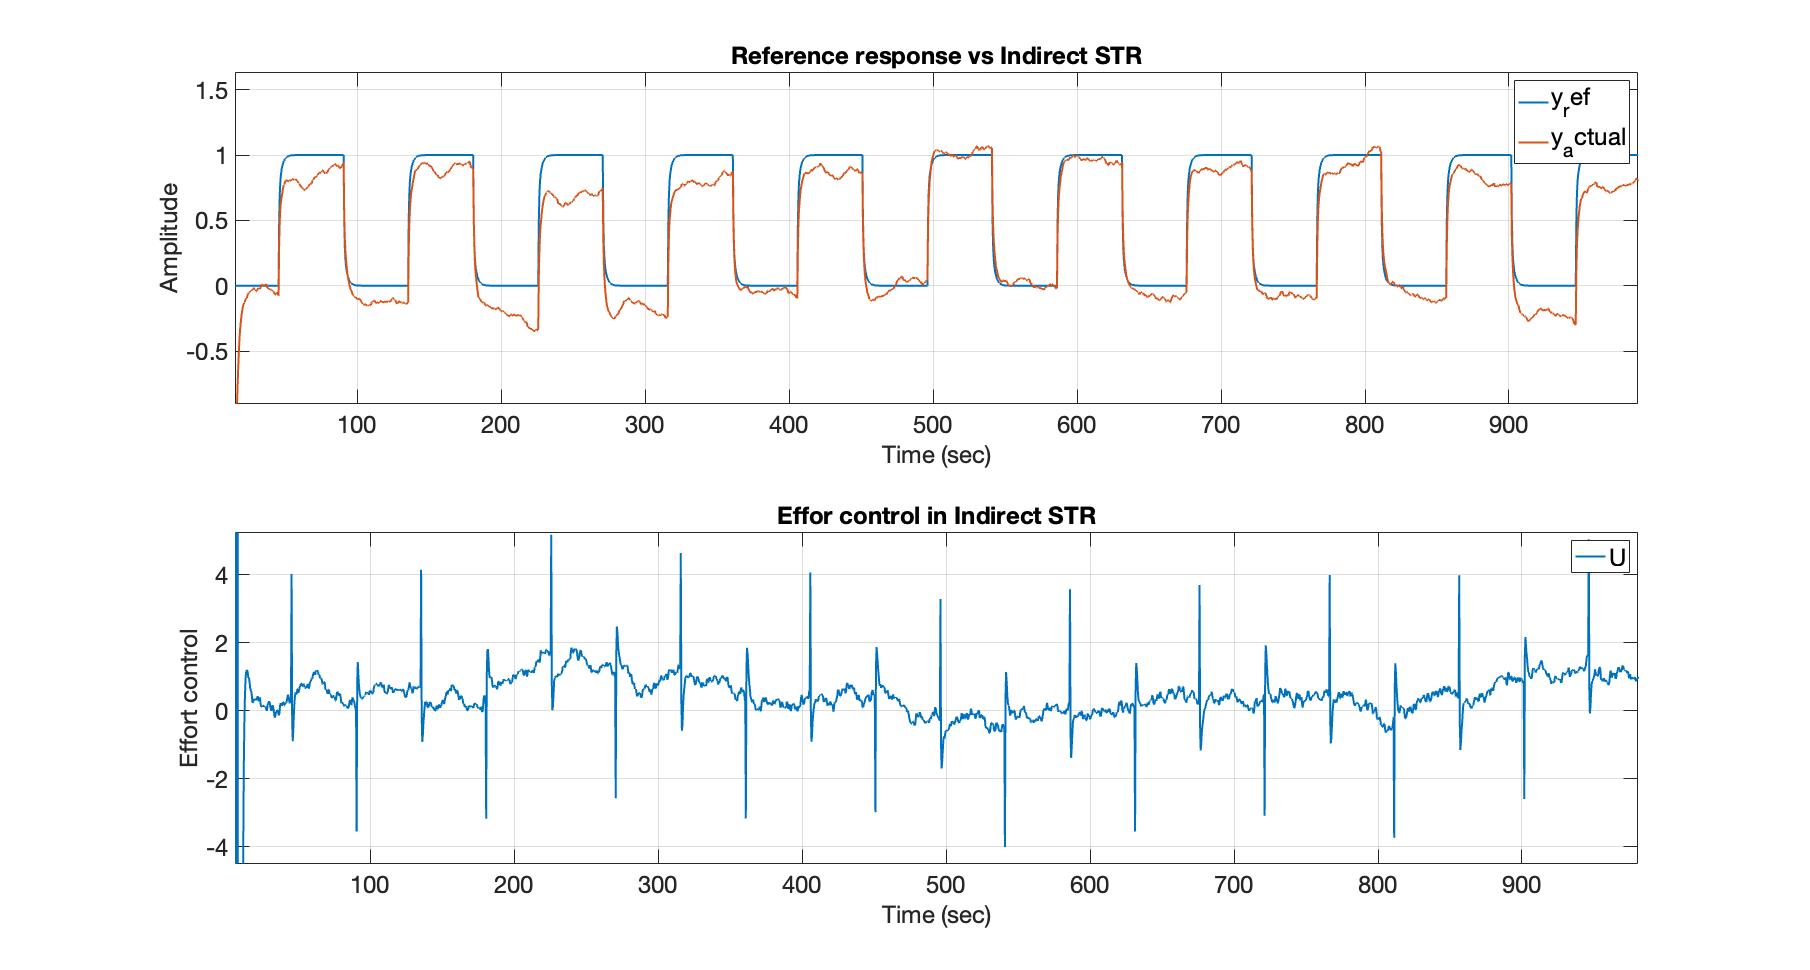 Reference response vs Indirect STR
1.5
1
0.5
0
-0.5
Amplitude
y_ref
y_actual
100 200 300 400 500 600 700 800 900
Time (sec)
Effor control in Indirect STR
4
2
0
-2
-4
Effort control
U
100 200 300 400 500 600 700 800 900
Time (sec)